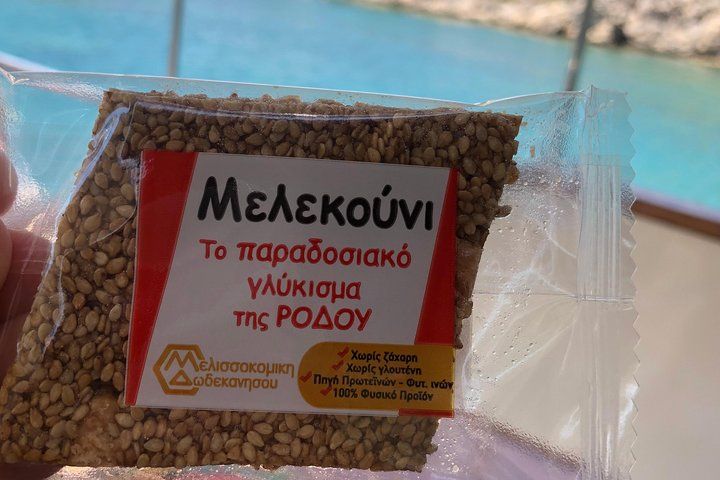 Μελεκούνι
Το παραδοσιακό
γλύκισμα
της ΡΟΔΟΥ
Μελισσοκομικη
Δωδεκανησου
Χωρίς ζάχαρη
Χωρίς γλουτένη
Πηγή Πρωτεϊνών - Φυτ. ινών
100% Φυσικό Προϊόν